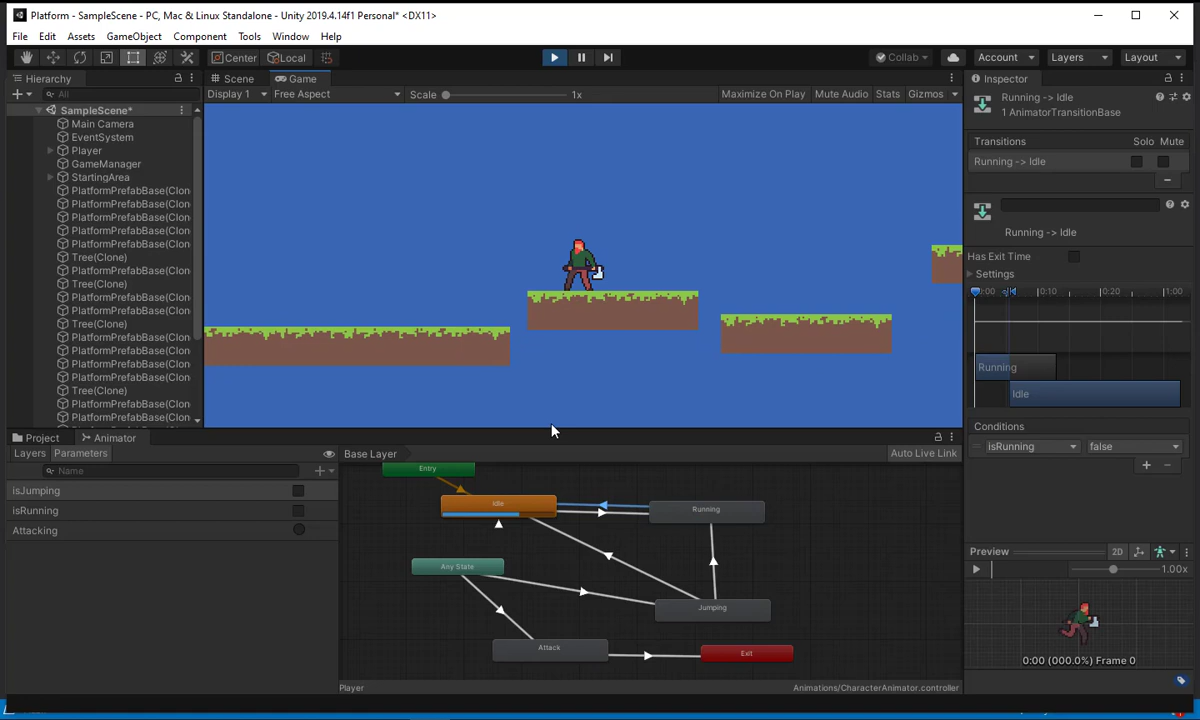 Platform - SampleScene - PC, Mac & Linux Standalone - Unity 2019.4.14f1 Personal* <DX11>
File Edit Assets GameObject Component Tools Window Help
Center Local Collab Account Layers Layout
Hierarchy Scene Game Inspector
All Display 1 Free Aspect Scale 1x Maximize On Play Mute Audio Stats Gizmos
SampleScene*
Main Camera
EventSystem
Player
GameManager
StartingArea
PlatformPrefabBase(Clon
PlatformPrefabBase(Clon
PlatformPrefabBase(Clon
PlatformPrefabBase(Clon
PlatformPrefabBase(Clon
Tree(Clone)
PlatformPrefabBase(Clon
Tree(Clone)
PlatformPrefabBase(Clon
PlatformPrefabBase(Clon
Tree(Clone)
PlatformPrefabBase(Clon
PlatformPrefabBase(Clon
PlatformPrefabBase(Clon
PlatformPrefabBase(Clon
Tree(Clone)
PlatformPrefabBase(Clon
PlatformPrefabBase(Clon
Running -> Idle
1 AnimatorTransitionBase
Transitions Solo Mute
Running -> Idle
Running -> Idle
Has Exit Time
Settings
0:00 0:10 0:20 1:00
Running
Idle
Conditions
isRunning false
Project Animator
Layers Parameters Base Layer Auto Live Link
Name
isJumping
isRunning
Attacking
Entry
Idle
Running
Any State
Jumping
Attack
Exit
Player Animations/CharacterAnimator.controller
Preview 2D
1.00x
0:00 (000.0%) Frame 0